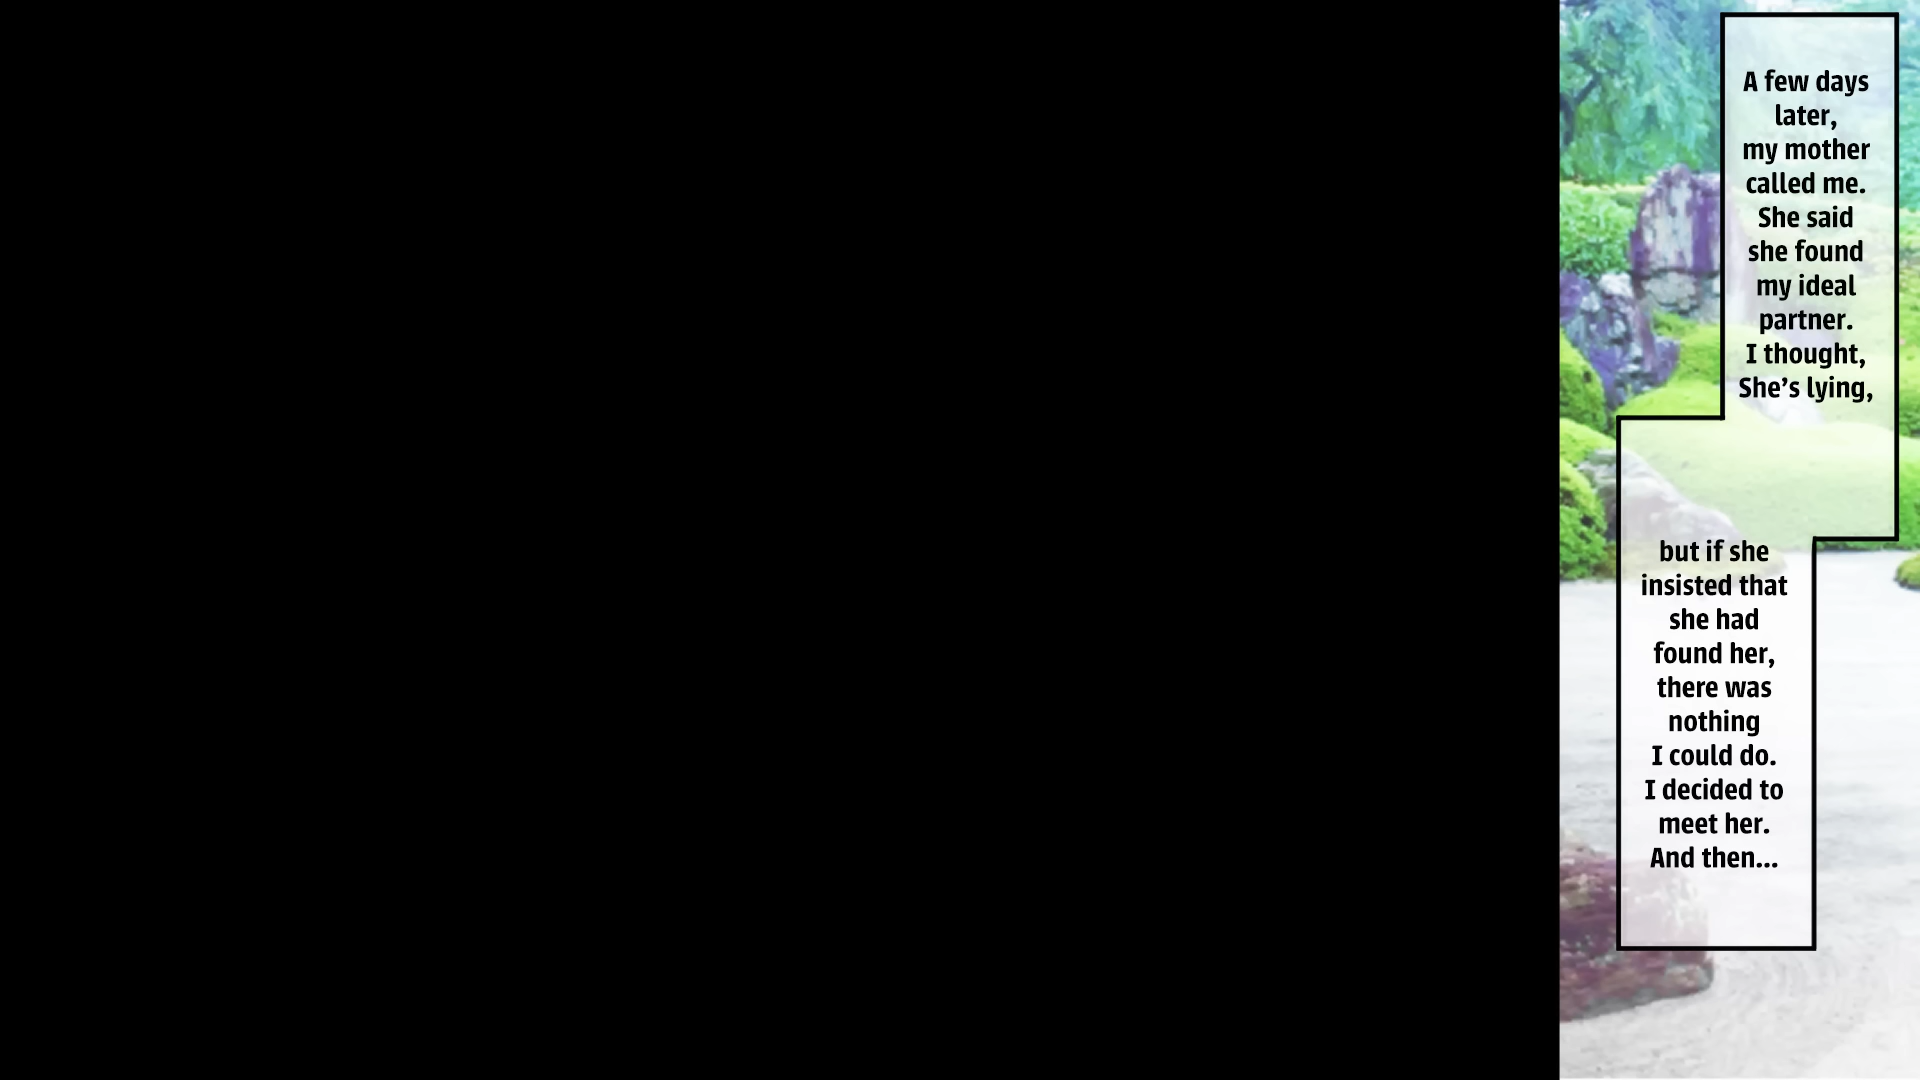 A few days
later,
my mother
called me.
She said
she found
my ideal
partner.
I thought,
She's lying,
but if she
insisted that
she had
found her,
there was
nothing
I could do.
I decided to
meet her.
And then...